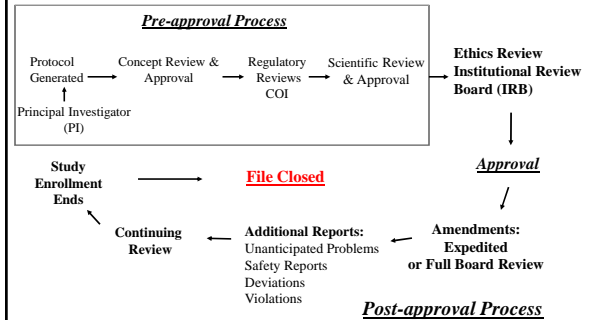 Pre-approval Process
Protocol
Generated
Concept Review &
Approval
Regulatory
Reviews
COI
Scientific Review
& Approval
Principal Investigator
(PI)
Ethics Review
Institutional Review
Board (IRB)
Approval
Amendments:
Expedited
or Full Board Review
Additional Reports:
Unanticipated Problems
Safety Reports
Deviations
Violations
Continuing
Review
Study
Enrollment
Ends
File Closed
Post-approval Process